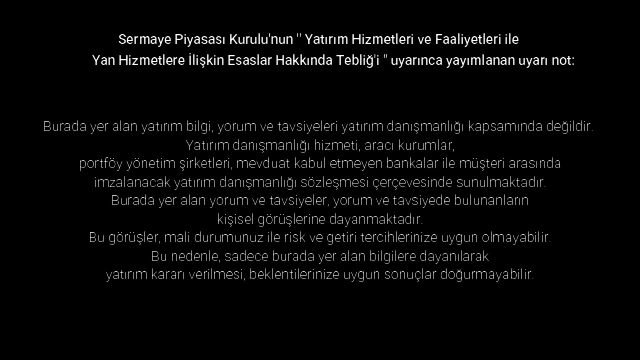 Sermaye Piyasası Kurulu'nun '' Yatırım Hizmetleri ve Faaliyetleri ile
Yan Hizmetlere İlişkin Esaslar Hakkında Tebliğ'i " uyarınca yayımlanan uyarı not:
Burada yer alan yatırım bilgi, yorum ve tavsiyeleri yatırım danışmanlığı kapsamında değildir.
Yatırım danışmanlığı hizmeti, aracı kurumlar,
portföy yönetim şirketleri, mevduat kabul etmeyen bankalar ile müşteri arasında
imzalanacak yatırım danışmanlığı sözleşmesi çerçevesinde sunulmaktadır.
Burada yer alan yorum ve tavsiyeler, yorum ve tavsiyede bulunanların
kişisel görüşlerine dayanmaktadır.
Bu görüşler, mali durumunuz ile risk ve getiri tercihlerinize uygun olmayabilir.
Bu nedenle, sadece burada yer alan bilgilere dayanılarak
yatırım kararı verilmesi, beklentilerinize uygun sonuçlar doğurmayabilir.